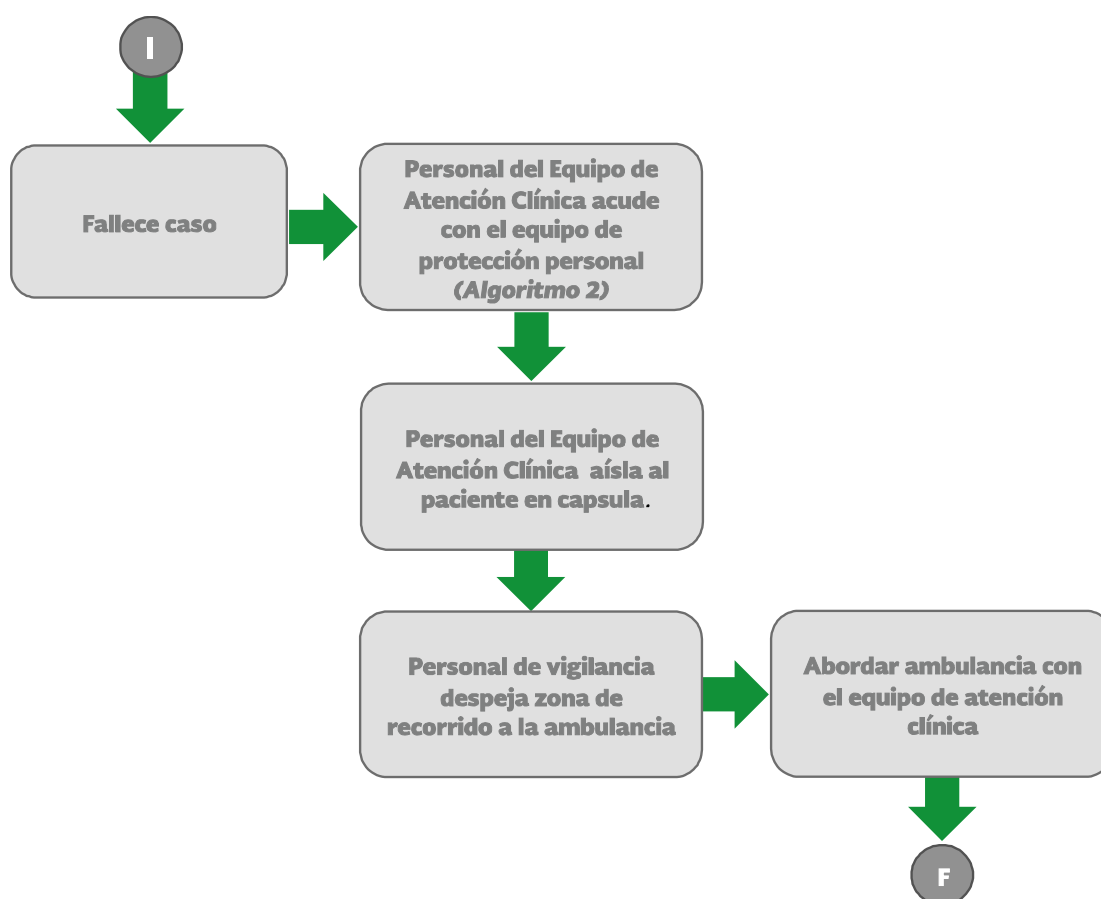 I
Fallece caso
Personal del Equipo de
Atención Clínica acude
con el equipo de
protección personal
(Algoritmo 2)
Personal del Equipo de
Atención Clínica aísla al
paciente en capsula.
Personal de vigilancia
despeja zona de
recorrido a la ambulancia
Abordar ambulancia con
el equipo de atención
clínica
F